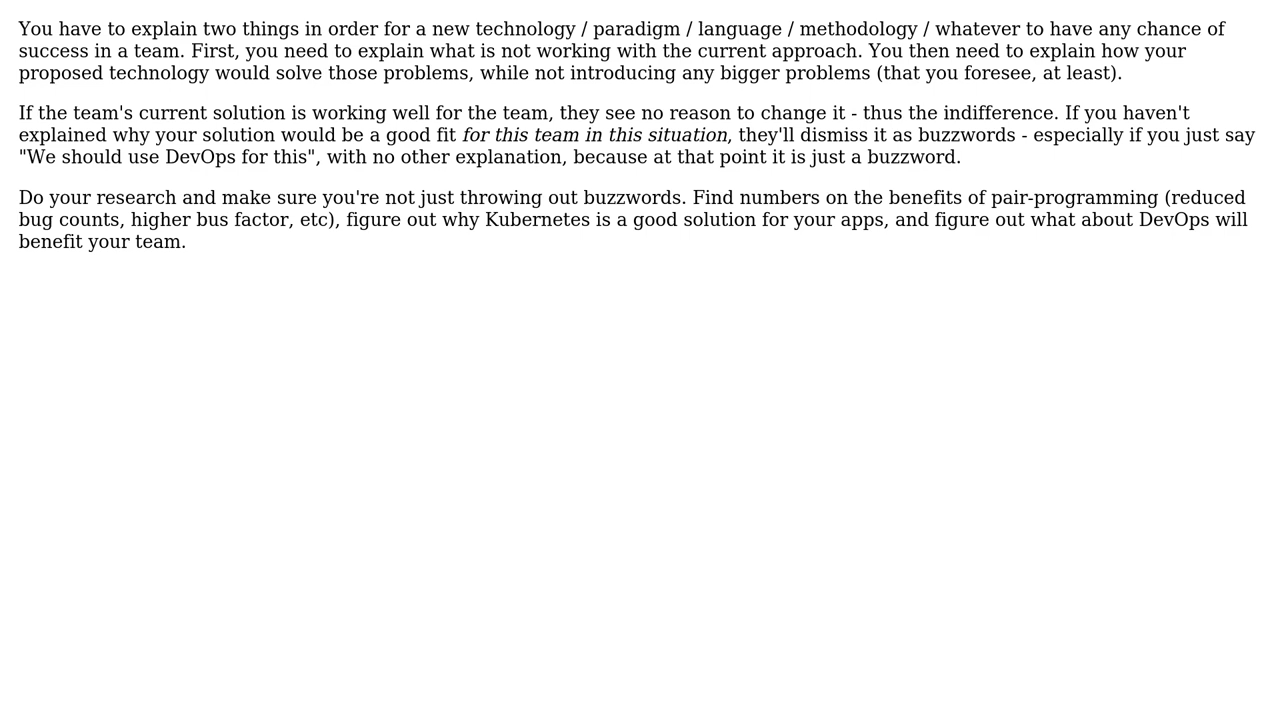 You have to explain two things in order for a new technology / paradigm / language / methodology / whatever to have any chance of
success in a team. First, you need to explain what is not working with the current approach. You then need to explain how your
proposed technology would solve those problems, while not introducing any bigger problems (that you foresee, at least).
If the team's current solution is working well for the team, they see no reason to change it - thus the indifference. If you haven't
explained why your solution would be a good fit for this team in this situation, they'll dismiss it as buzzwords - especially if you just say
"We should use DevOps for this", with no other explanation, because at that point it is just a buzzword.
Do your research and make sure you're not just throwing out buzzwords. Find numbers on the benefits of pair-programming (reduced
bug counts, higher bus factor, etc), figure out why Kubernetes is a good solution for your apps, and figure out what about DevOps will
benefit your team.